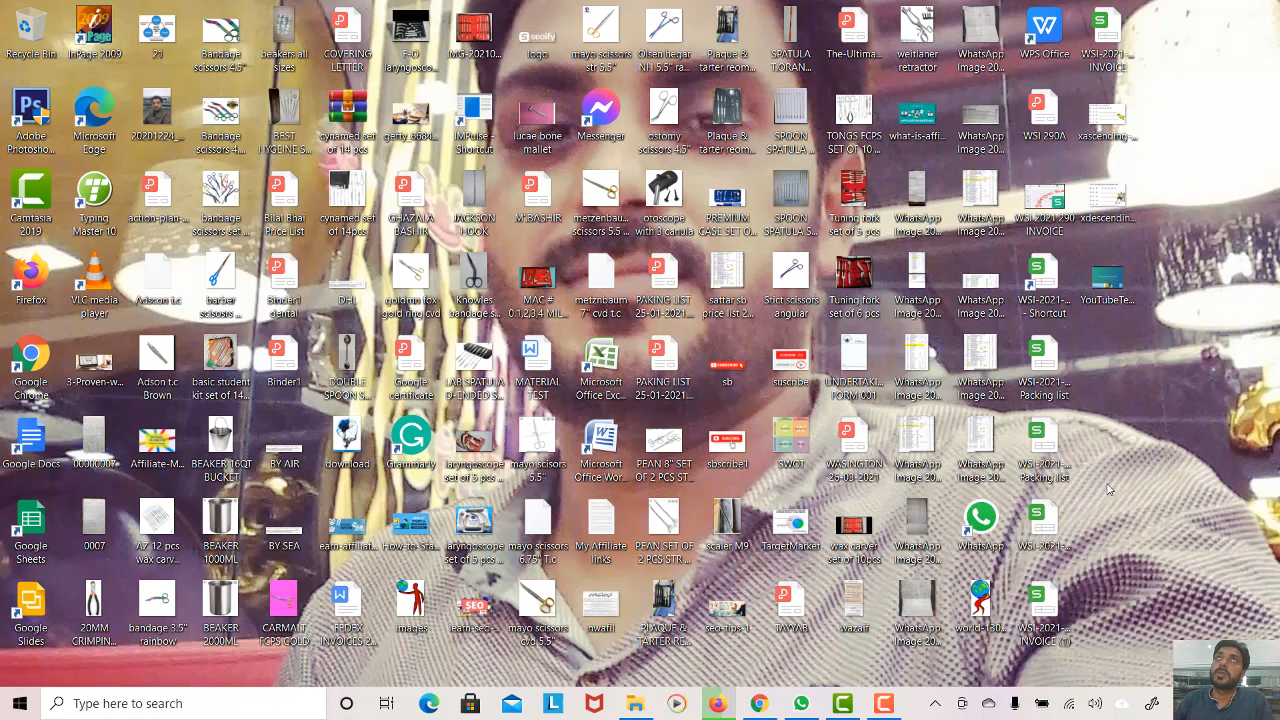 Recycle Bin
InPage 2009
21
Bandage
scissors 4.5"
beakers all
sizes
COVERING
LETTER
laryngosco...
IMG-20210...
logo
mayo scissors
str 5.5"
Plaque &
tarter reom...
SPATULA
The-Ultima...
weitlaner
retractor
WhatsApp
Image 20...
WPS Office
WSI-2021-...
INVOICE
Adobe
Photosho...
Microsoft
Edge
20201224_...
bandage
scissors 4...
BEST
HYGEINE S...
cynamed set
of 14 pcs
IMPulse -
Shortcut
lucae bone
mallet
Messenger
ostomy
scissors 4.5"
Plaque &
tarter reom...
SPOON
SPATULA ...
TONGS FCPS
SET OF 10 ...
what-is-affi...
WhatsApp
Image 20...
WSI 290A
xascending-...
Camtasia
2019
Typing
Master 10
action-plan-...
bandage
scissors set...
Bilal Bhai
Price List
cynamed set
of 14pcs
GHAZALA
BASHIR
JACKSON
HOOK
M BASHIR
metzenbau...
scissors 5.5 ...
otoscope
with 3 canula
PREMIUM
CASE SET O...
SPOON
SPATULA S...
Tuning fork
set of 5 pcs
WhatsApp
Image 20...
WhatsApp
Image 20...
WSI 2021 290
INVOICE
xdescendin...
Firefox
VLC media
player
Adson t.c
barber
DHL
gold ring cvd
Knowles
bandage s...
MAC #
0,1,2,3,4 MIL...
metznbaum
7" cvd t.c
PAKING LIST
25-01-2021...
sattar sb
price list 2...
Stict scissors
angular
Tuning fork
set of 6 pcs
WhatsApp
Image 20...
WhatsApp
Image 20...
WSI-2021-...
- Shortcut
YouTubeTe...
Google
Chrome
3-Proven-w...
Adson t.c
Brown
basic student
kit set of 14...
Binder1
DOUBLE
SPOON S...
Google
certificate
LAB SPATULA
D-ENDED S...
MATERIAL
TEST
Microsoft
Office Exc...
PAKING LIST
25-01-2021...
sb
suscribe
UNDERTAKI...
FORM 001
WhatsApp
Image 20...
WhatsApp
Image 20...
WSI-2021-...
Packing list
Google Docs
Affiliate-M...
BEAKER 16QT
BUCKET
BY AIR
download
Grammarly
laryngoscope
set of 5 pcs ...
mayo scisors
5.5"
Microsoft
Office Wor...
PEAN 8" SET
OF 2 PCS ST...
sbscribe1
SWOT
WASINGTON
26-03-2021
WhatsApp
Image 20...
WhatsApp
Image 20...
WSI-2021-...
Packing list
Google
Sheets
0007
AZ 12 pcs
wax carv...
BEAKER
1000ML
BY SEA
earn-affiliat...
How-to-Sta...
laryngoscope
set of 5 pcs ...
mayo scissors
6.75" T.c
My Affiliate
links
PEAN SET OF
2 PCS STR ...
scaler M9
TargetMarket
wax carver
set of 10pcs
WhatsApp
Image 20...
WhatsApp
WSI-2021-...
Google
Slides
CRIMPIN...
bandage 3.5"
rainbow
BEAKER
2000ML
CARMALT
FCPS GOLD
FEDEX
INVOICES 2...
images
learn-seo-...
mayo scissors
cvd 5.5"
nwafil
PLAQUE &
TARTER RE...
seo-tips-1
TAYYAB
wazaif
WhatsApp
Image 20...
world-130...
WSI-2021-...
INVOICE (1)
Type here to search